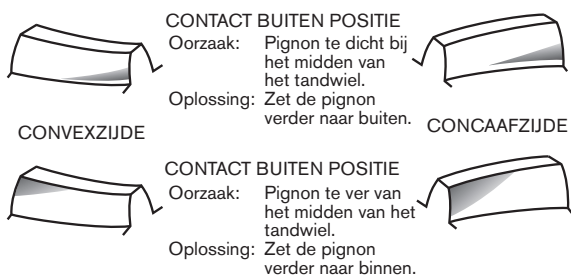 CONTACT BUITEN POSITIE
Oorzaak: Pignon te dicht bij
het midden van
het tandwiel.
Oplossing: Zet de pignon
verder naar buiten.
CONVEXZIJDE
CONCAAFZIJDE
CONTACT BUITEN POSITIE
Oorzaak: Pignon te ver van
het midden van het
tandwiel.
Oplossing: Zet de pignon
verder naar binnen.